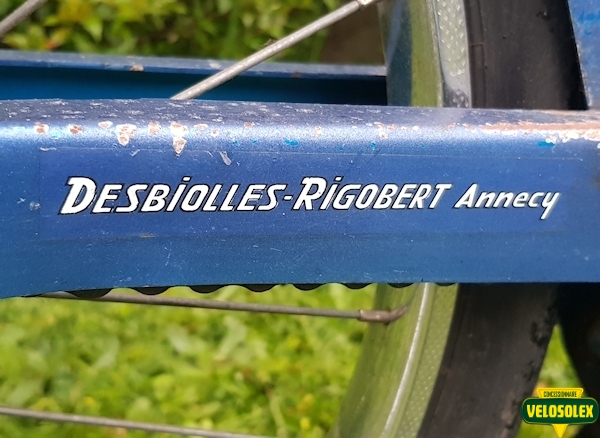 DESBiOLLES-RiGOBERT Annecy
CONCESSIONNAIRE
VELOSOLEX